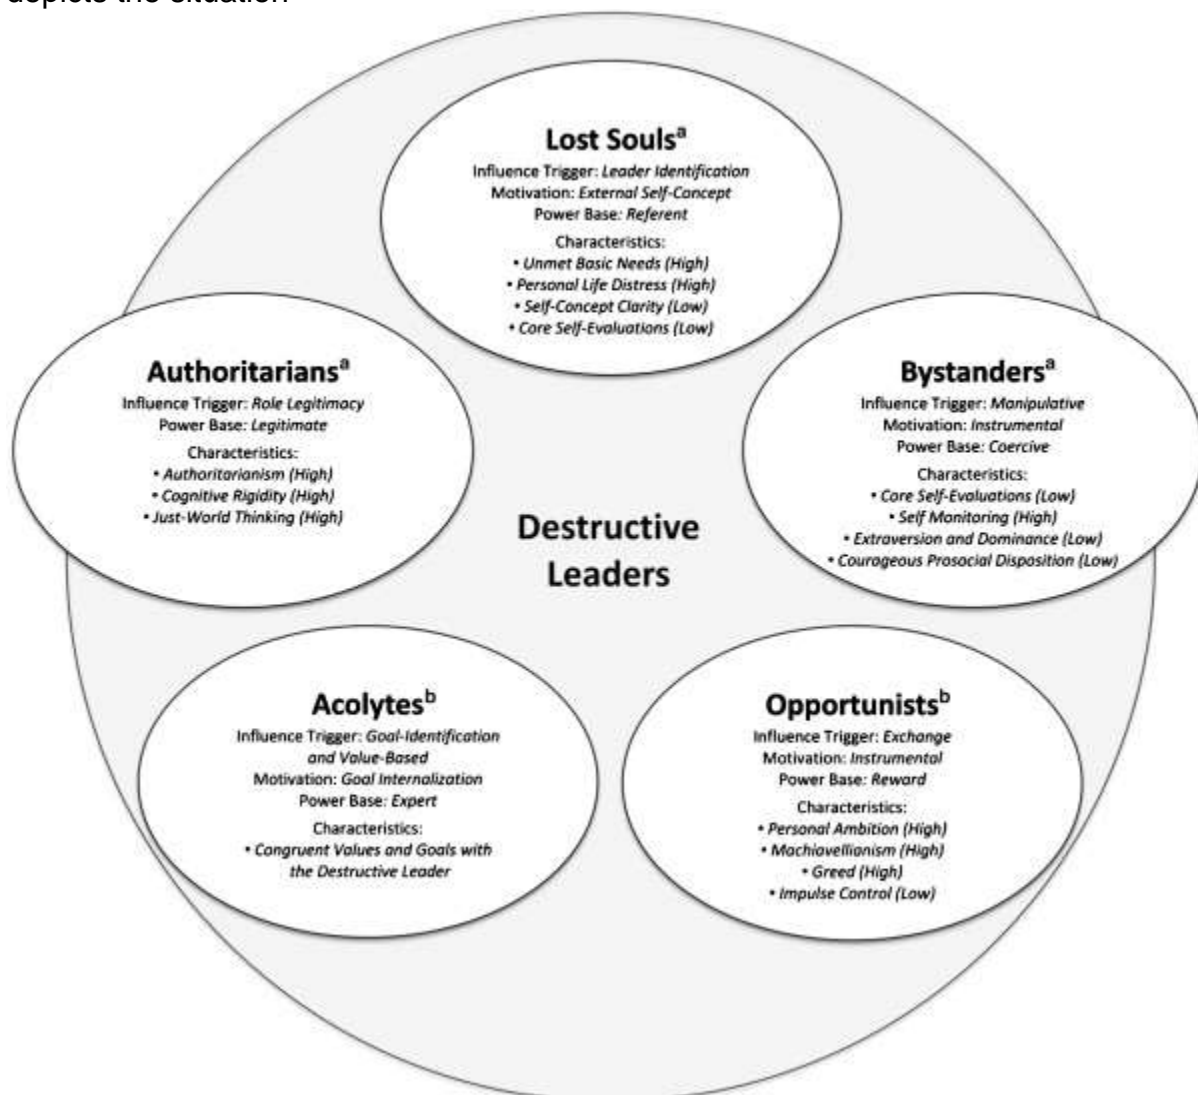 depicts the situation
Lost Souls^a
Influence Trigger: Leader Identification
Motivation: External Self-Concept
Power Base: Referent
Characteristics:
• Unmet Basic Needs (High)
• Personal Life Distress (High)
• Self-Concept Clarity (Low)
• Core Self-Evaluations (Low)
Authoritarians^a
Influence Trigger: Role Legitimacy
Power Base: Legitimate
Characteristics:
• Authoritarianism (High)
• Cognitive Rigidity (High)
• Just-World Thinking (High)
Bystanders^a
Influence Trigger: Manipulative
Motivation: Instrumental
Power Base: Coercive
Characteristics:
• Core Self-Evaluations (Low)
• Self Monitoring (High)
• Extraversion and Dominance (Low)
• Courageous Prosocial Disposition (Low)
Destructive
Leaders
Acolytes^b
Influence Trigger: Goal-Identification
and Value-Based
Motivation: Goal Internalization
Power Base: Expert
Characteristics:
• Congruent Values and Goals with
the Destructive Leader
Opportunists^b
Influence Trigger: Exchange
Motivation: Instrumental
Power Base: Reward
Characteristics:
• Personal Ambition (High)
• Machiavellianism (High)
• Greed (High)
• Impulse Control (Low)